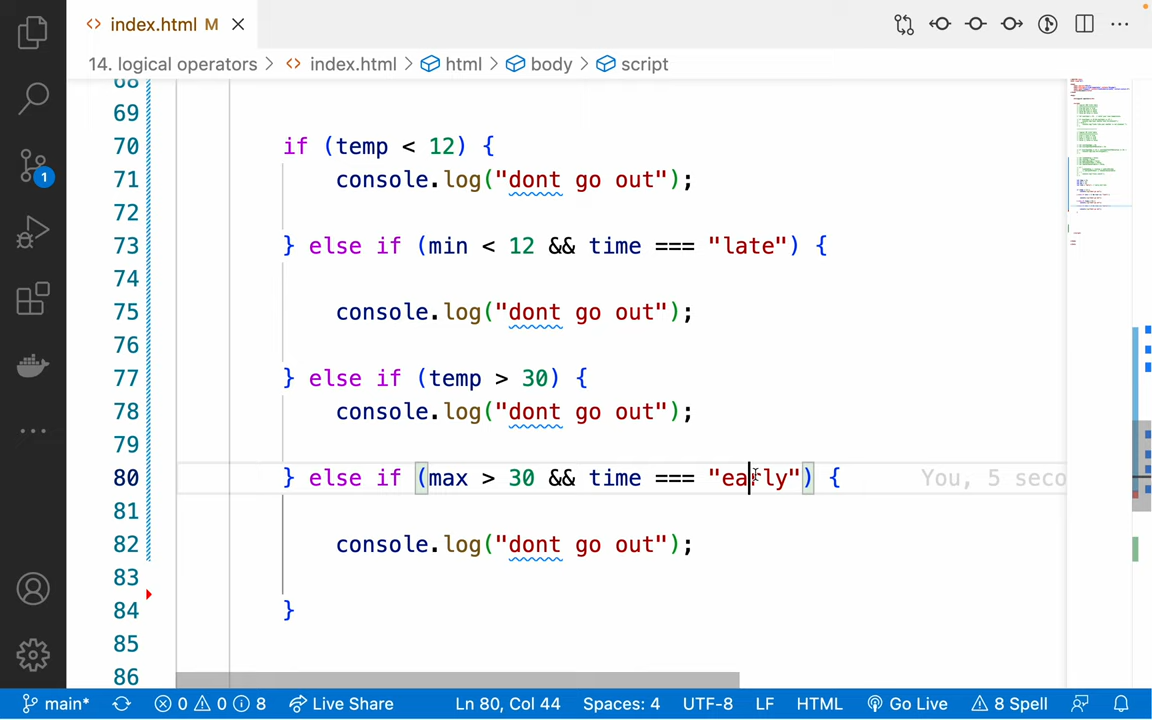 index.html M
14. logical operators > index.html > html > body > script
68
69
70 if (temp < 12) {
71 console.log("dont go out");
72
73 } else if (min < 12 && time === "late") {
74
75 console.log("dont go out");
76
77 } else if (temp > 30) {
78 console.log("dont go out");
79
80 } else if (max > 30 && time === "early") { You, 5 seco
81
82 console.log("dont go out");
83
84 }
85
86
1
main* 0 0 8 Live Share Ln 80, Col 44 Spaces: 4 UTF-8 LF HTML Go Live 8 Spell